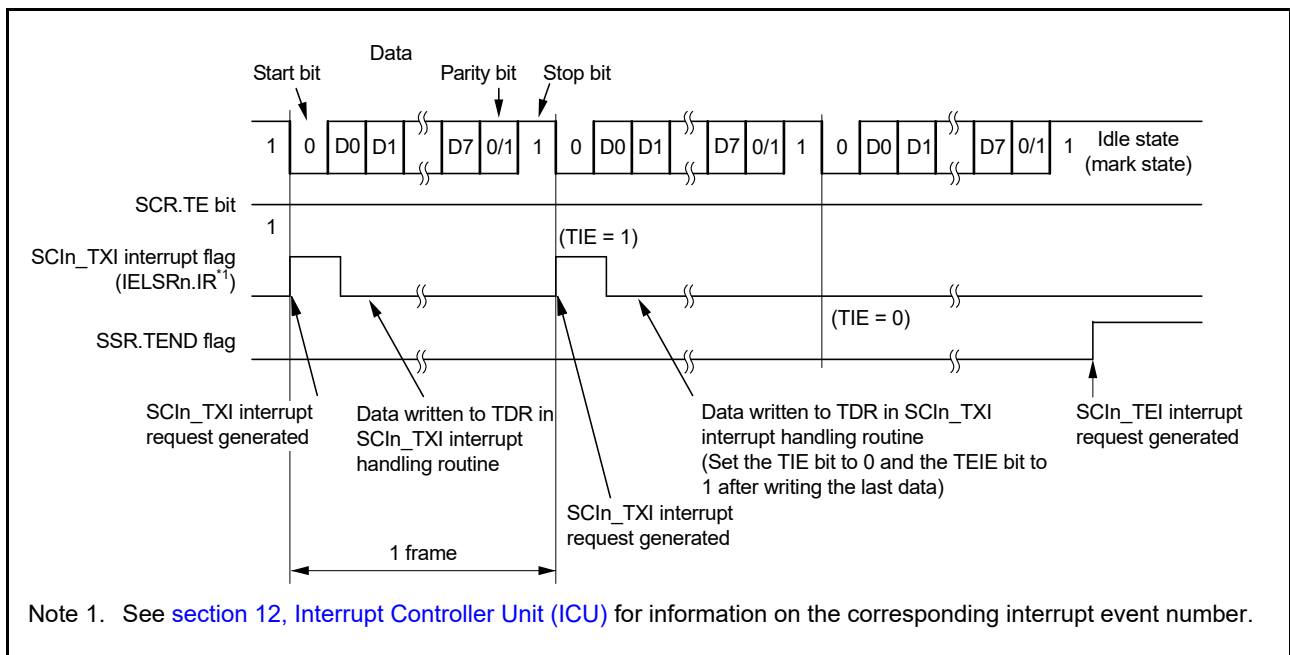 Data
Start bit
Parity bit
Stop bit
1 0 D0 D1 D7 0/1 1 0 D0 D1 D7 0/1 1 0 D0 D1 D7 0/1 1
Idle state
(mark state)
SCR.TE bit
1
(TIE = 1)
SCIn_TXI interrupt flag
(IELSRn.IR*1)
(TIE = 0)
SSR.TEND flag
SCIn_TXI interrupt
request generated
Data written to TDR in
SCIn_TXI interrupt
handling routine
Data written to TDR in SCIn_TXI
interrupt handling routine
(Set the TIE bit to 0 and the TEIE bit to
1 after writing the last data)
SCIn_TEI interrupt
request generated
SCIn_TXI interrupt
request generated
1 frame
Note 1. See section 12, Interrupt Controller Unit (ICU) for information on the corresponding interrupt event number.